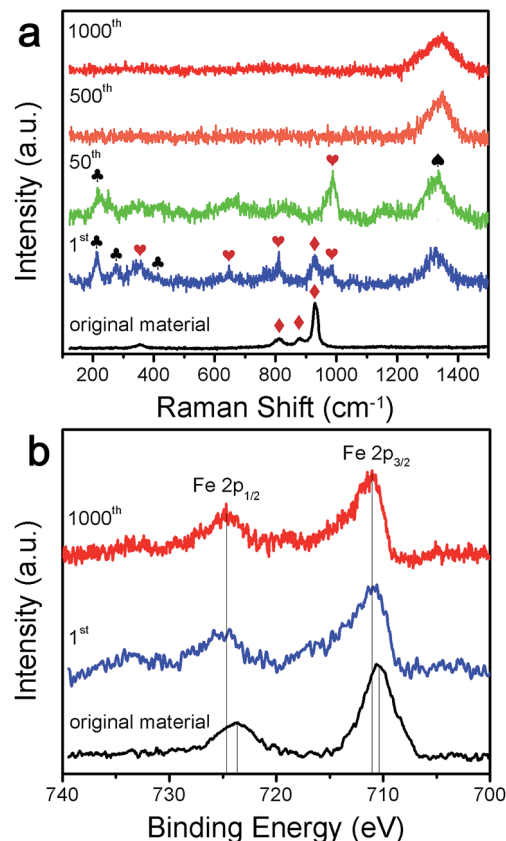 a
1000th
500th
50th
1st
original material
Intensity (a.u.)
200 400 600 800 1000 1200 1400
Raman Shift (cm-1)
b
Fe 2p3/2
Fe 2p1/2
1000th
1st
original material
Intensity (a.u.)
740 730 720 710 700
Binding Energy (eV)